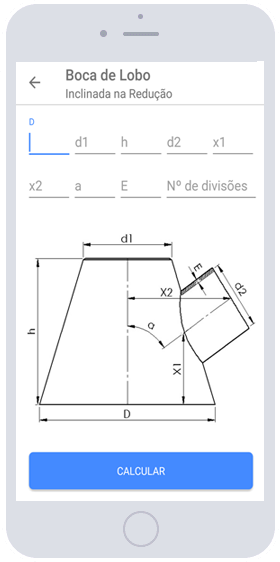 Boca de Lobo
Inclinada na Redução
D
d1 h d2 x1
x2 a E Nº de divisões
d1
E
d2
X2
a
h
X1
D
CALCULAR